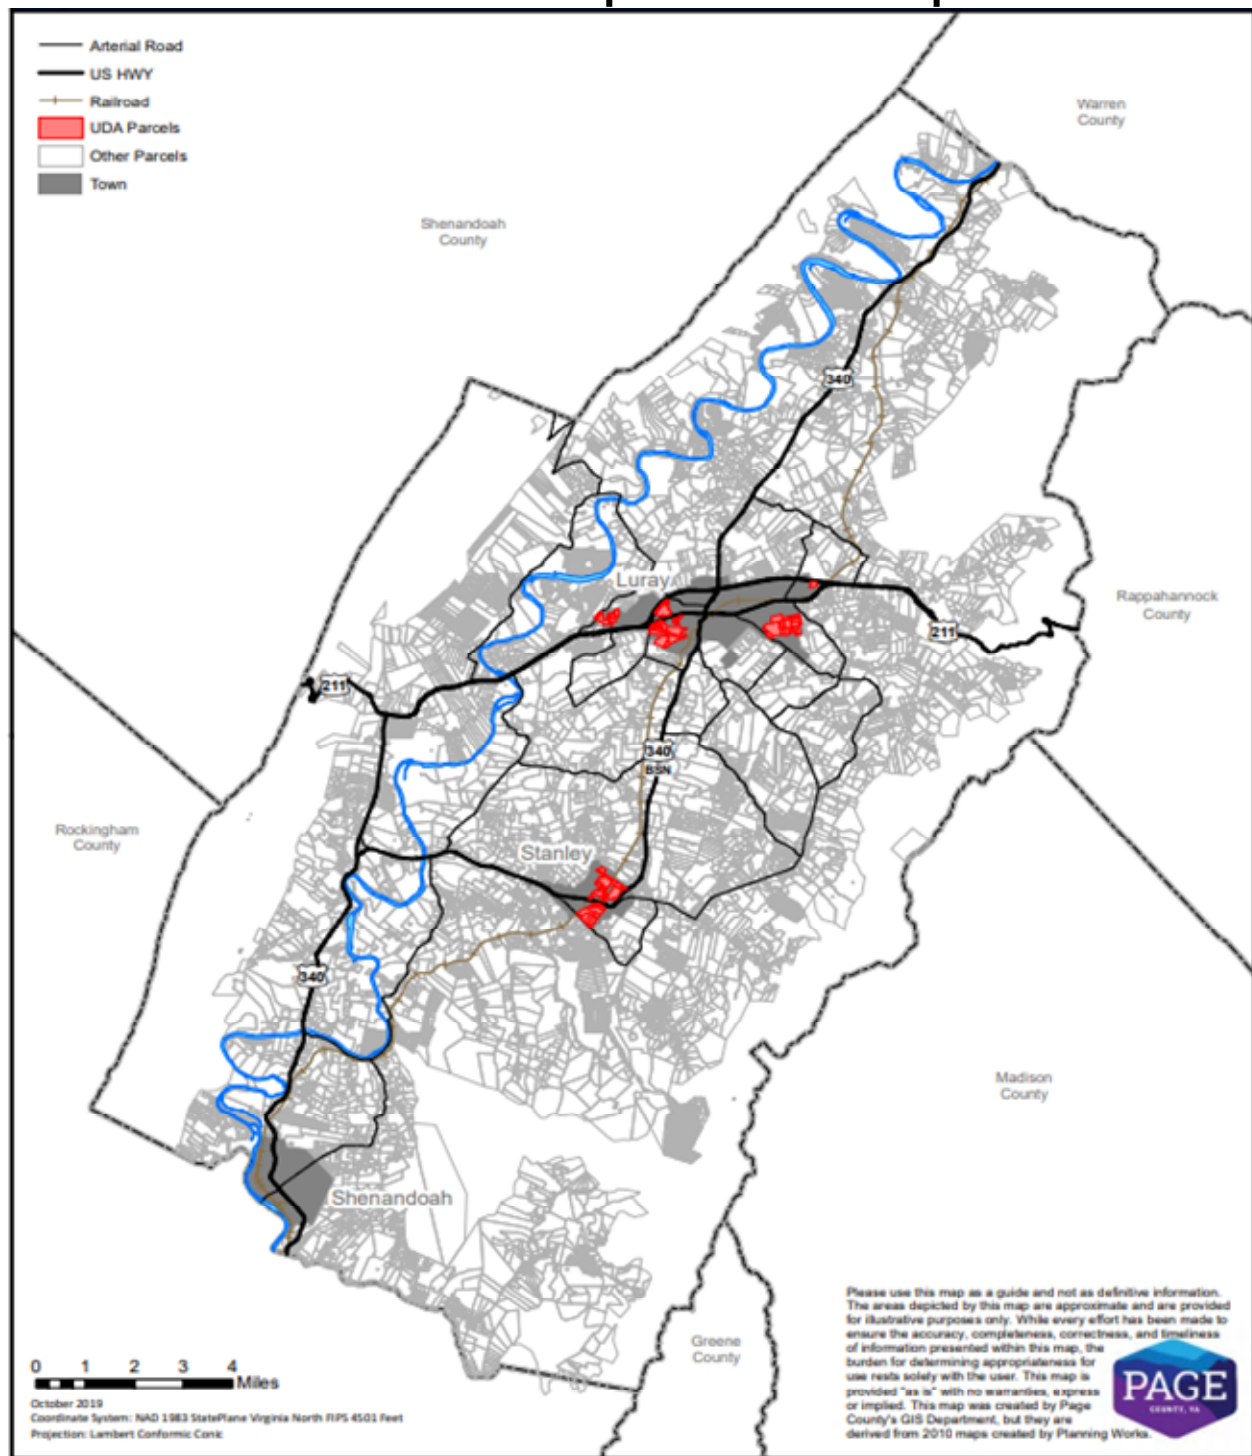 Arterial Road
US HWY
Railroad
UDA Parcels
Other Parcels
Town
Warren
County
Shenandoah
County
340
Luray
Rappahannock
County
211
211
340
BSN
Rockingham
County
Stanley
340
Madison
County
Shenandoah
Greene
County
Please use this map as a guide and not as definitive information.
The areas depicted by this map are approximate and are provided
for illustrative purposes only. While every effort has been made to
ensure the accuracy, completeness, correctness, and timeliness
of information presented within this map, the
burden for determining appropriateness for
use rests solely with the user. This map is
provided "as is" with no warranties, express
or implied. This map was created by Page
County's GIS Department, but they are
derived from 2010 maps created by Planning Works.
PAGE
COUNTY, VA
0 1 2 3 4
Miles
October 2019
Coordinate System: NAD 1983 StatePlane Virginia North FIPS 4501 Feet
Projection: Lambert Conformic Conic